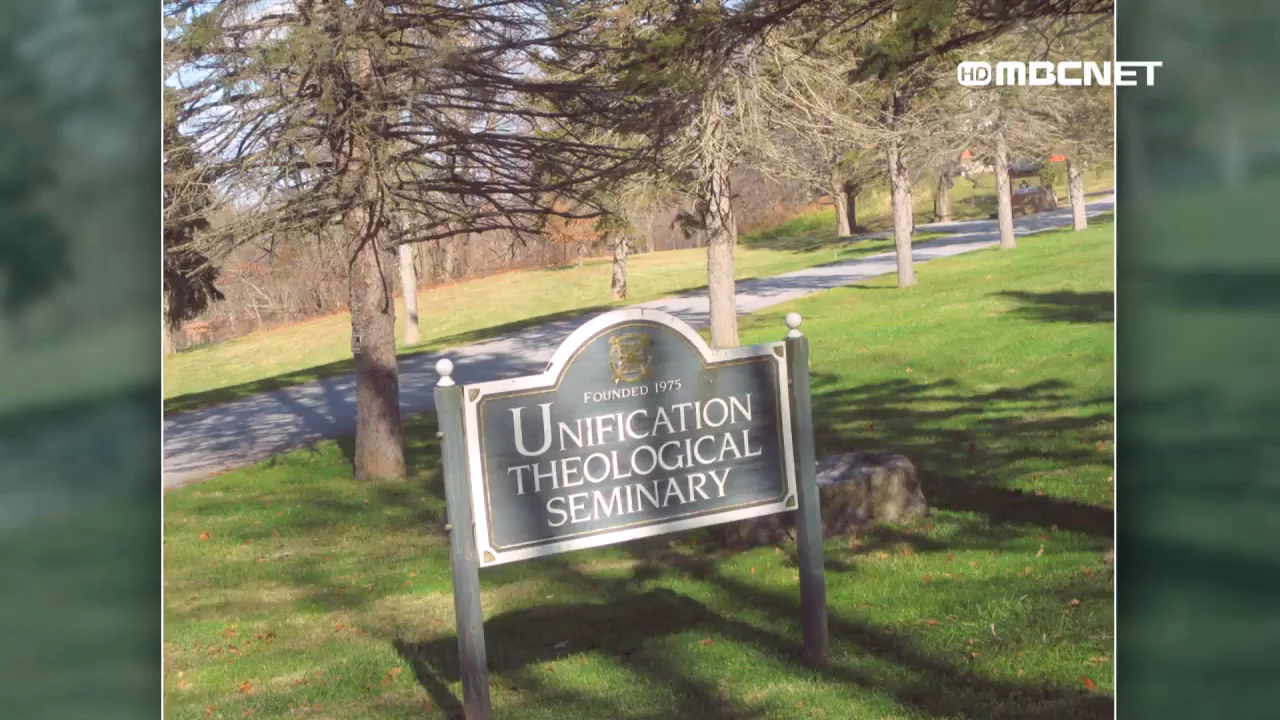 HD MBCNET
FOUNDED 1975
UNIFICATION
THEOLOGICAL
SEMINARY